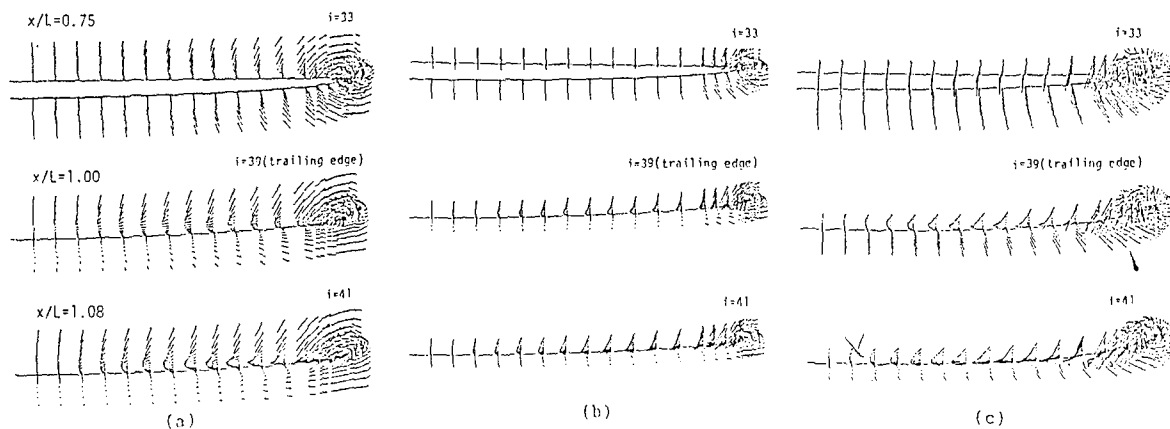 x/L=0.75
i=33
x/L=1.00
i=39(trailing edge)
x/L=1.08
i=41
(a)
i=33
i=39(trailing edge)
i=41
(b)
i=33
i=39(trailing edge)
i=41
(c)